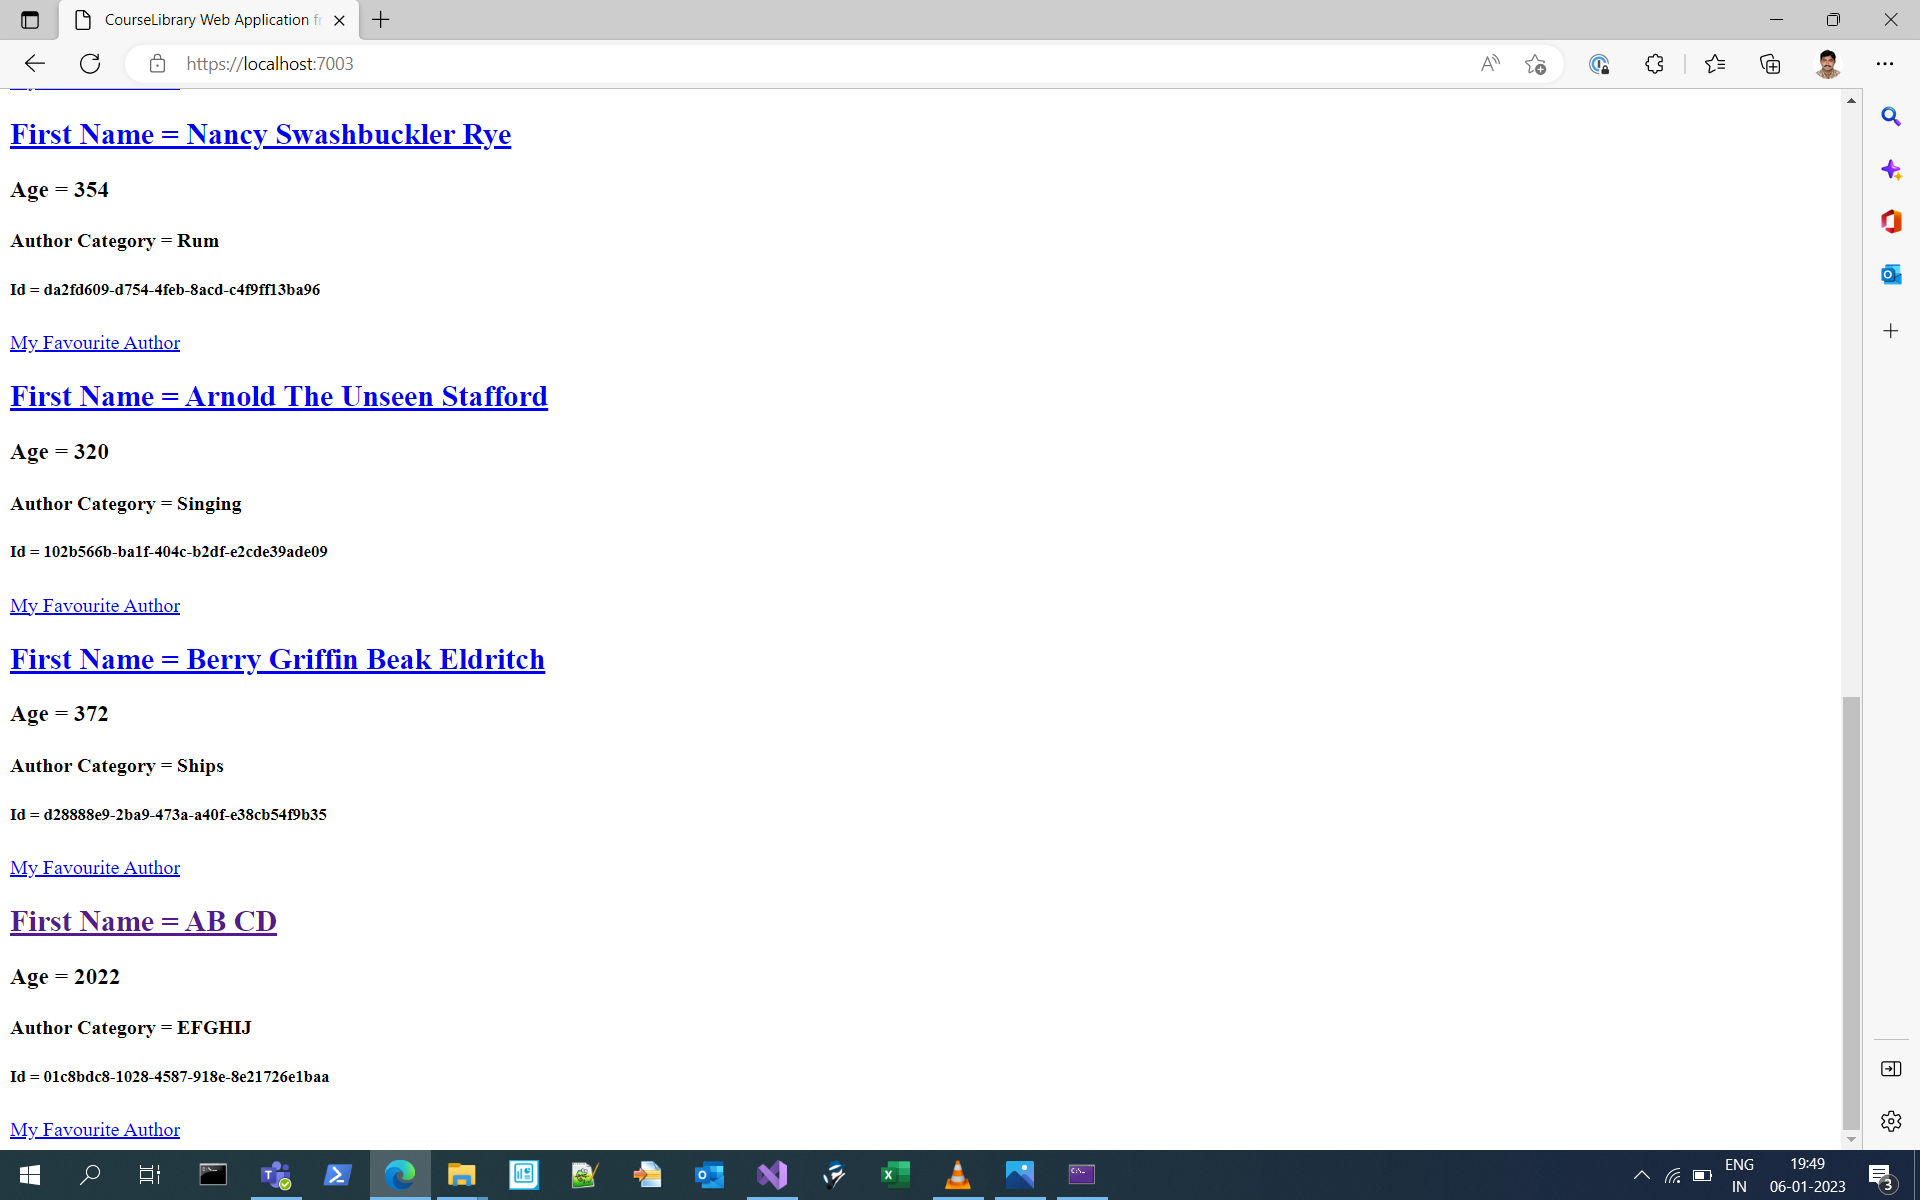 CourseLibrary Web Application fr
https://localhost:7003
First Name = Nancy Swashbuckler Rye
Age = 354
Author Category = Rum
Id = da2fd609-d754-4feb-8acd-c4f9ff13ba96
My Favourite Author
First Name = Arnold The Unseen Stafford
Age = 320
Author Category = Singing
Id = 102b566b-ba1f-404c-b2df-e2cde39ade09
My Favourite Author
First Name = Berry Griffin Beak Eldritch
Age = 372
Author Category = Ships
Id = d28888e9-2ba9-473a-a40f-e38cb54f9b35
My Favourite Author
First Name = AB CD
Age = 2022
Author Category = EFGHIJ
Id = 01c8bdc8-1028-4587-918e-8e21726e1baa
My Favourite Author
ENG 19:49
IN 06-01-2023
3